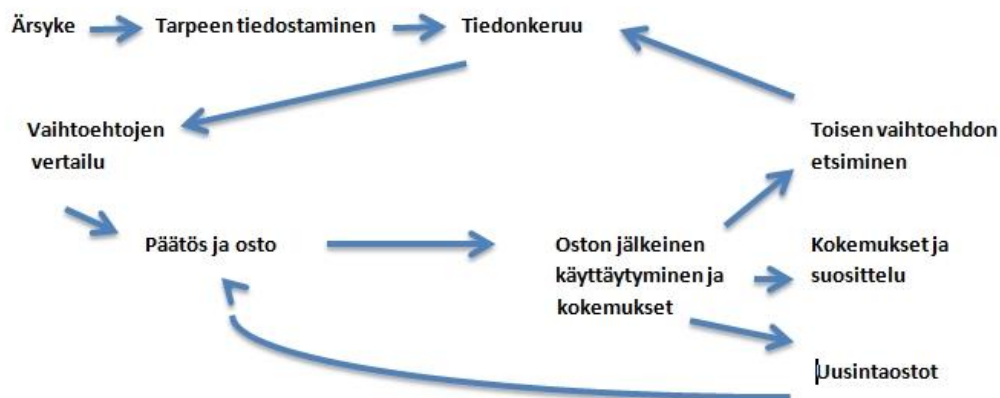 Ärsyke
Tarpeen tiedostaminen
Tiedonkeruu
Vaihtoehtojen
vertailu
Toisen vaihtoehdon
etsiminen
Päätös ja osto
Oston jälkeinen
käyttäytyminen ja
kokemukset
Kokemukset ja
suosittelu
Uusintaostot